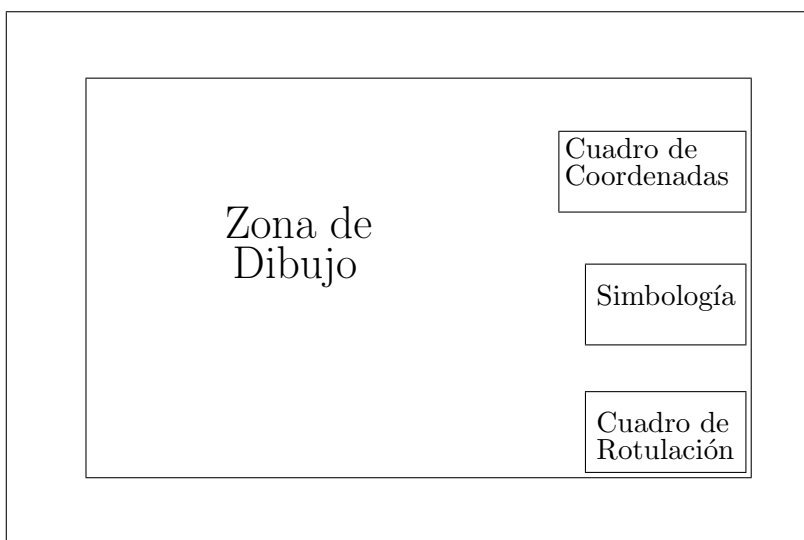 Cuadro de
Coordenadas
Zona de
Dibujo
Simbología
Cuadro de
Rotulación